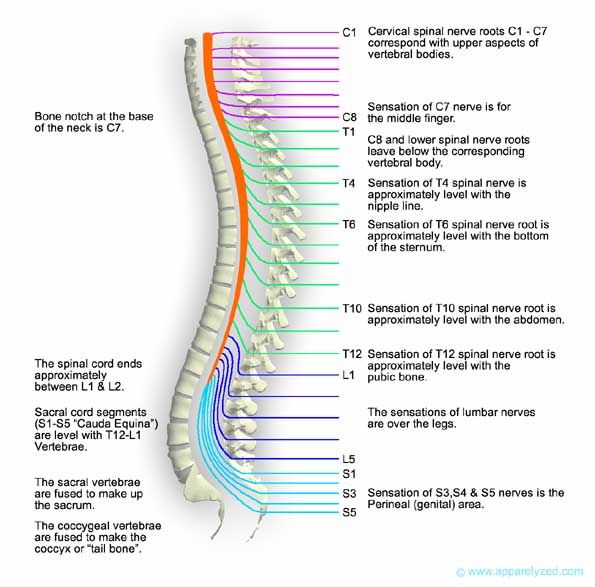 C1
Cervical spinal nerve roots C1 - C7
correspond with upper aspects of
vertebral bodies.
Bone notch at the base
of the neck is C7.
Sensation of C7 nerve is for
the middle finger.
C8
T1
C8 and lower spinal nerve roots
leave below the corresponding
vertebral body.
T4
Sensation of T4 spinal nerve is
approximately level with the
nipple line.
T6
Sensation of T6 spinal nerve root is
approximately level with the bottom
of the sternum.
T10
Sensation of T10 spinal nerve root is
approximately level with the abdomen.
T12
Sensation of T12 spinal nerve root is
approximately level with the
pubic bone.
The spinal cord ends
approximately
between L1 & L2.
L1
Sacral cord segments
(S1-S5 “Cauda Equina”)
are level with T12-L1
Vertebrae.
The sensations of lumbar nerves
are over the legs.
L5
S1
The sacral vertebrae
are fused to make up
the sacrum.
S3
Sensation of S3,S4 & S5 nerves is the
Perineal (genital) area.
S5
The coccygeal vertebrae
are fused to make the
coccyx or “tail bone”.
© www.apparelyzed.com